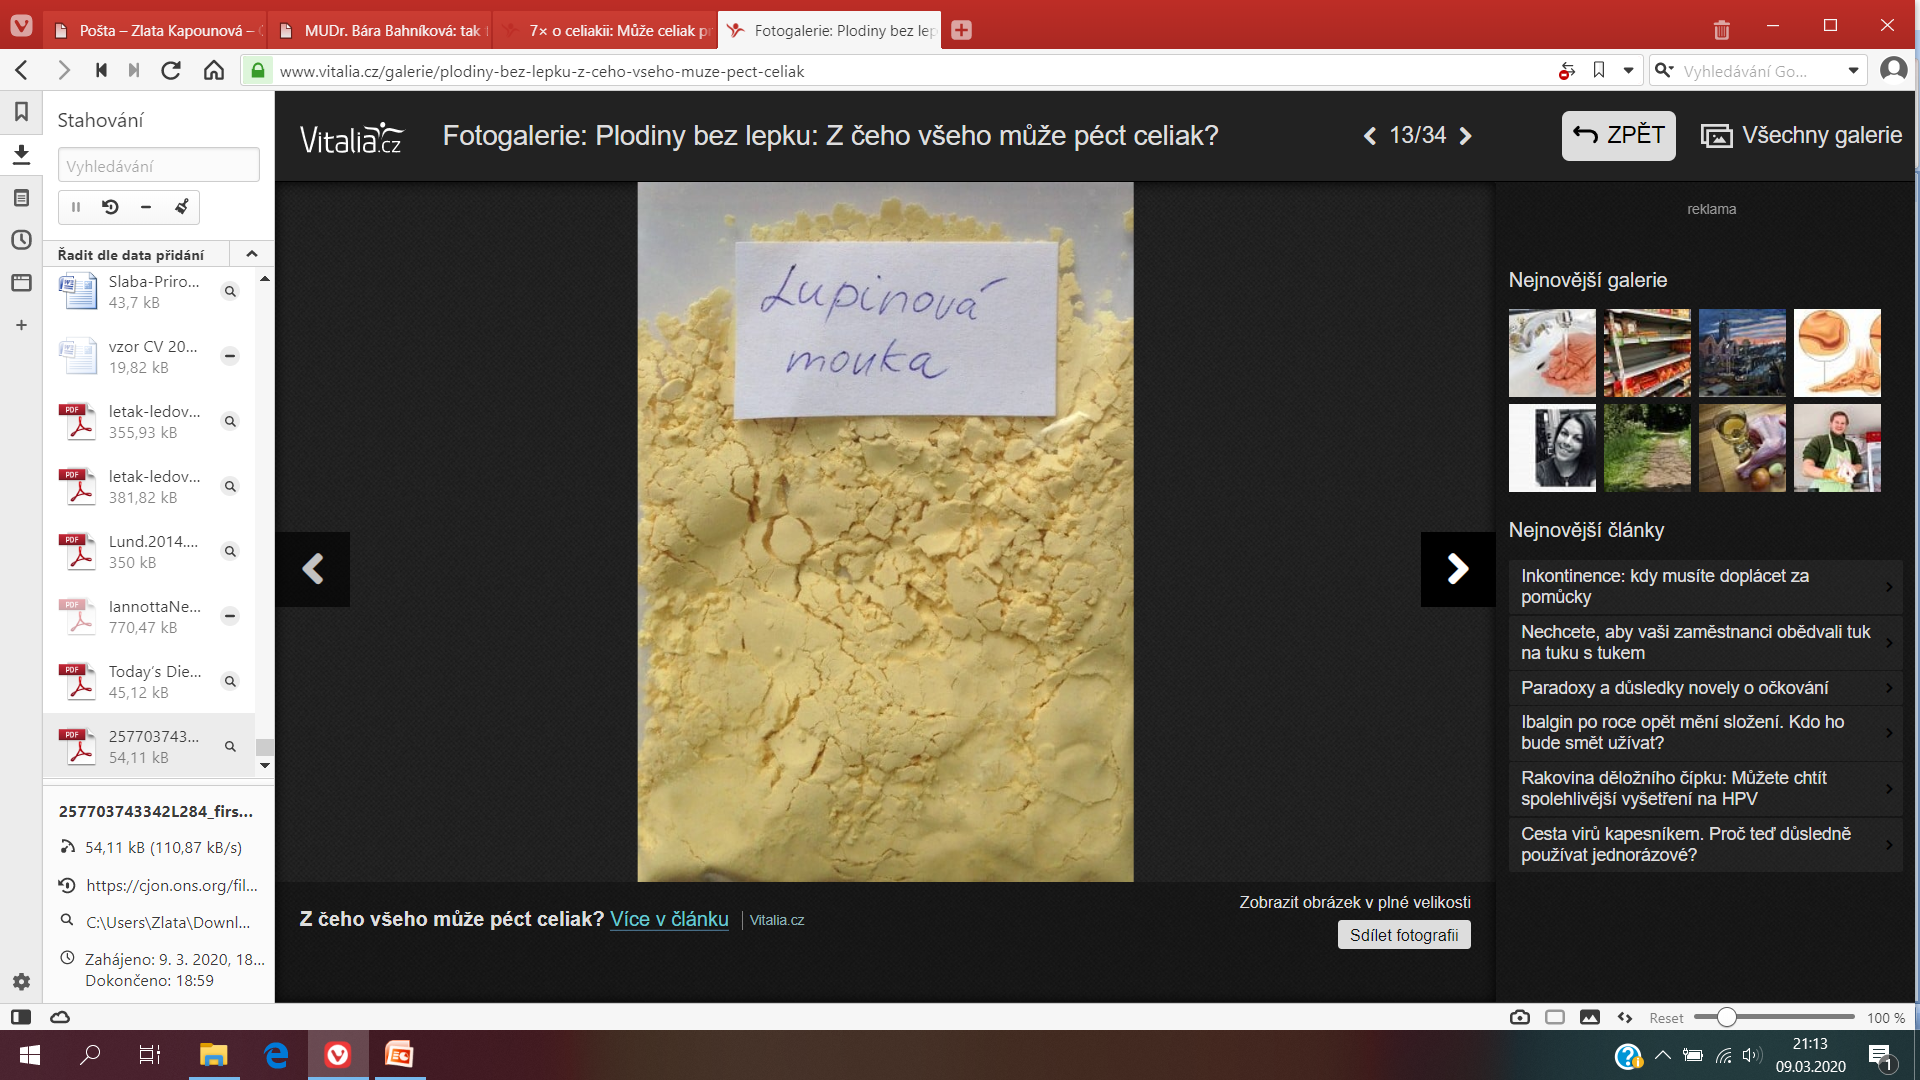 Pošta – Zlata Kapounová –
MUDr. Bára Bahníková: tak
7× o celiakii: Může celiak
Fotogalerie: Plodiny bez lep
www.vitalia.cz/galerie/plodiny-bez-lepku-z-ceho-vseho-muze-pect-celiak
Vyhledávání Go...
Stahování
Vyhledávání
Řadit dle data přidání
Slaba-Priro...
43,7 kB
vzor CV 20...
19,82 kB
letak-ledov...
355,93 kB
letak-ledov...
381,82 kB
Lund.2014....
350 kB
IannottaNe...
770,47 kB
Today's Die...
45,12 kB
257703743...
54,11 kB
257703743342L284_firs...
54,11 kB (110,87 kB/s)
https://cjon.ons.org/fil...
C:\Users\Zlata\Downl...
Zahájeno: 9. 3. 2020, 18...
Dokončeno: 18:59
Vitalia.cz
Fotogalerie: Plodiny bez lepku: Z čeho všeho může péct celiak?
13/34
ZPĚT
Všechny galerie
Lupinová
mouka
Z čeho všeho může péct celiak? Více v článku | Vitalia.cz
Zobrazit obrázek v plné velikosti
Sdílet fotografii
reklama
Nejnovější galerie
Nejnovější články
Inkontinence: kdy musíte doplácet za
pomůcky
Nechcete, aby vaši zaměstnanci obědvali tuk
na tuku s tukem
Paradoxy a důsledky novely o očkování
Ibalgin po roce opět mění složení. Kdo ho
bude smět užívat?
Rakovina děložního čípku: Můžete chtít
spolehlivější vyšetření na HPV
Cesta virů kapesníkem. Proč teď důsledně
používat jednorázové?
Reset
100 %
21:13
09.03.2020
1